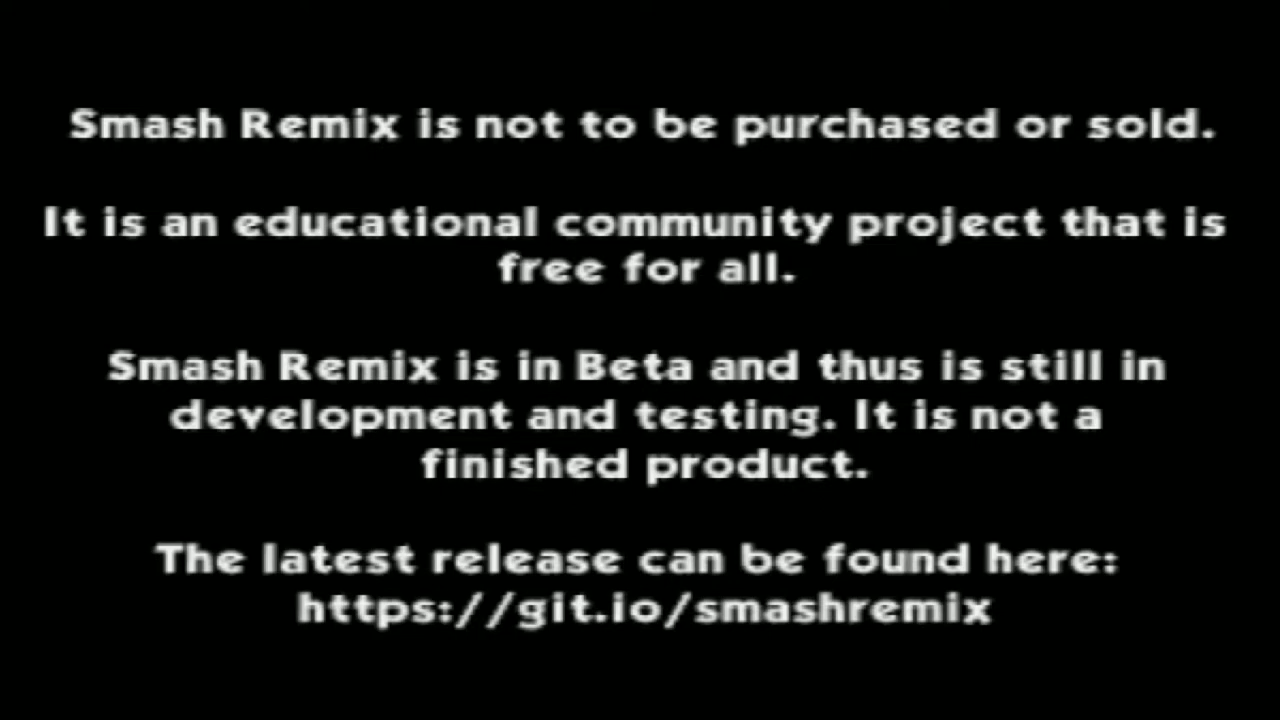 Smash Remix is not to be purchased or sold.
It is an educational community project that is
free for all.
Smash Remix is in Beta and thus is still in
development and testing. It is not a
finished product.
The latest release can be found here:
https://git.io/smashremix